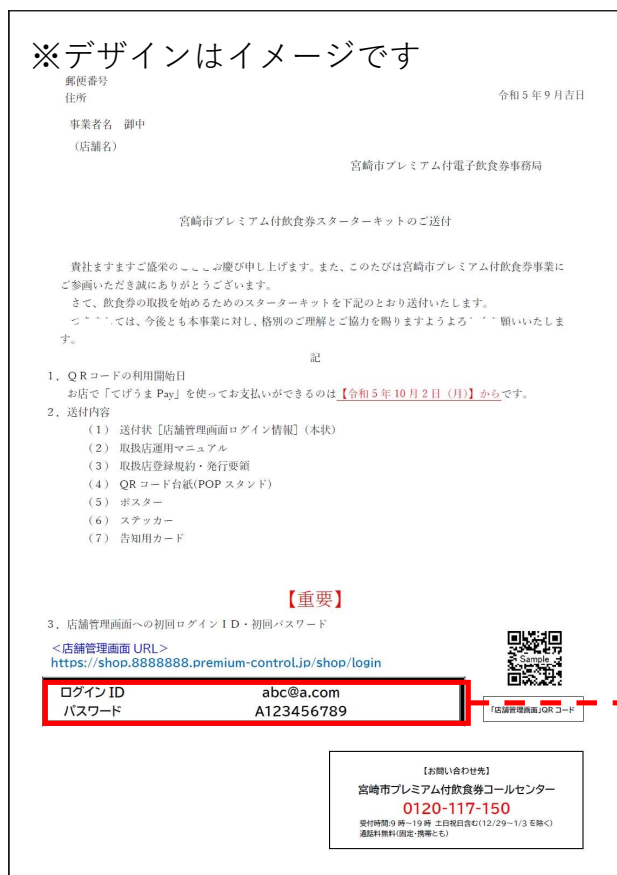 ※デザインはイメージです
郵便番号
住所
令和5年9月吉日
事業者名 御中
(店舗名)
宮崎市プレミアム付電子飲食券事務局
宮崎市プレミアム付飲食券スターターキットのご送付
貴社ますますご盛栄の お慶び申し上げます。また、このたびは宮崎市プレミアム付飲食券事業に
ご参画いただき誠にありがとうございます。
さて、飲食券の取扱を始めるためのスターターキットを下記のとおり送付いたします。
ては、今後とも本事業に対し、格別のご理解とご協力を賜りますようよろ 願いいたしま
す。
記
1.QRコードの利用開始日
お店で「てげうま Pay」を使ってお支払いができるのは【令和5年10月2日(月)】からです。
2.送付内容
(1) 送付状[店舗管理画面ログイン情報](本状)
(2) 取扱店運用マニュアル
(3) 取扱店登録規約・発行要領
(4) QRコード台紙(POPスタンド)
(5) ポスター
(6) ステッカー
(7) 告知用カード
【重要】
3.店舗管理画面への初回ログインID・初回パスワード
<店舗管理画面 URL>
https://shop.8888888.premium-control.jp/shop/login
Sample
ログインID abc@a.com
パスワード A123456789
「店舗管理画面」QRコード
【お問い合わせ先】
宮崎市プレミアム付飲食券コールセンター
0120-117-150
受付時間:9時~19時 土日祝日含む(12/29~1/3を除く)
通話料無料(固定・携帯とも)